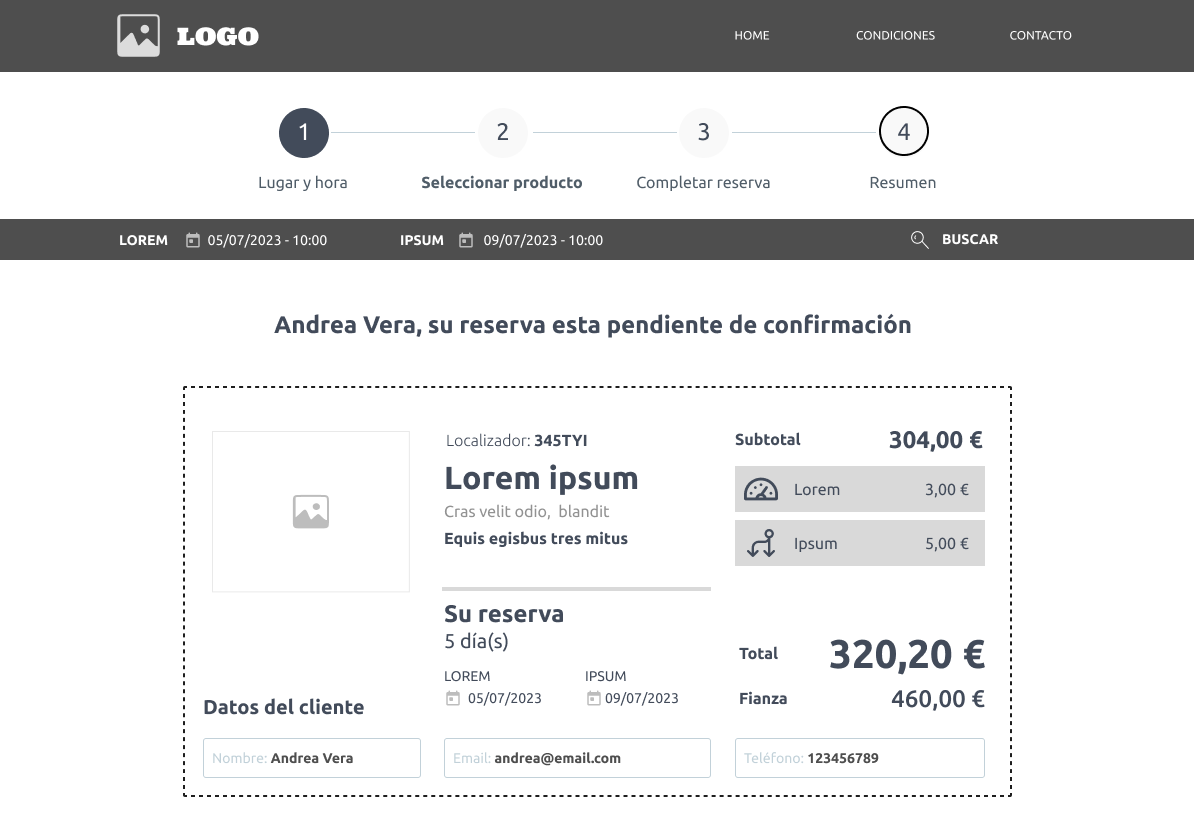 LOGO
HOME CONDICIONES CONTACTO
1 2 3 4
Lugar y hora Seleccionar producto Completar reserva Resumen
LOREM 05/07/2023 - 10:00 IPSUM 09/07/2023 - 10:00 BUSCAR
Andrea Vera, su reserva esta pendiente de confirmación
Localizador: 345TYI
Lorem ipsum
Cras velit odio, blandit
Equis egisbus tres mitus
Subtotal 304,00 €
Lorem 3,00 €
Ipsum 5,00 €
Su reserva
5 día(s)
LOREM IPSUM
05/07/2023 09/07/2023
Total 320,20 €
Fianza 460,00 €
Datos del cliente
Nombre: Andrea Vera
Email: andrea@email.com
Teléfono: 123456789